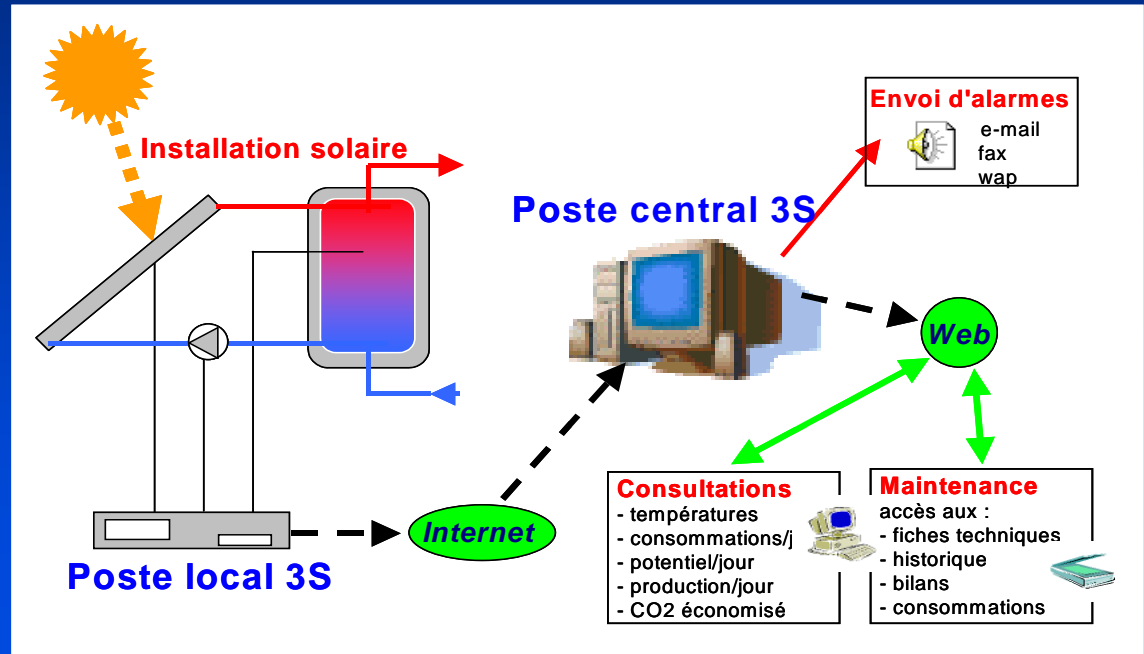 Installation solaire
Poste local 3S
Internet
Poste central 3S
Envoi d'alarmes
e-mail
fax
wap
Web
Consultations
- températures
- consommations/j
- potentiel/jour
- production/jour
- CO2 économisé
Maintenance
accès aux :
- fiches techniques
- historique
- bilans
- consommations